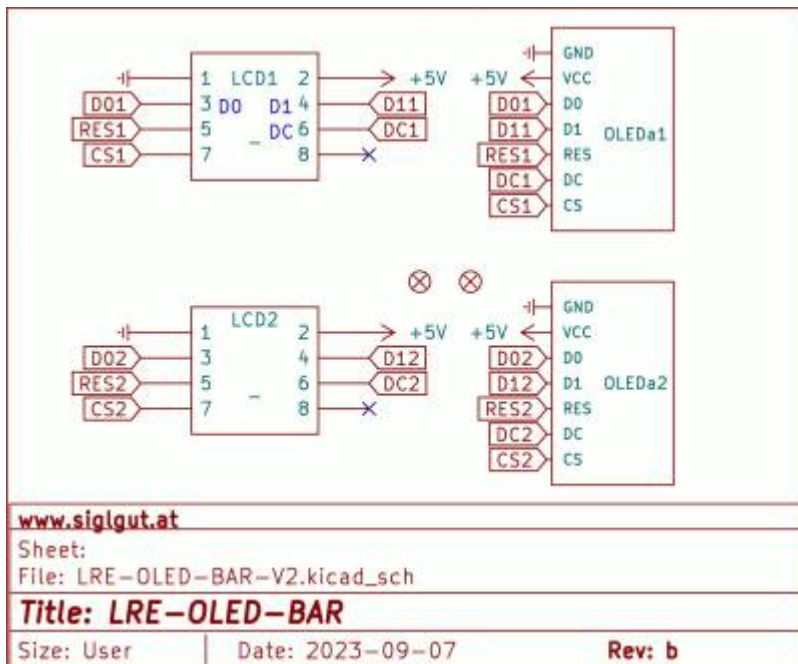 GND
1 LCD1 2 +5V +5V VCC
D01 3 D0 D1 4 D11 D01 D0
RES1 5 DC 6 DC1 D11 D1 OLEDa1
CS1 7 8 RES1 RES
DC1 DC
CS1 CS
GND
1 LCD2 2 +5V +5V VCC
D02 3 4 D12 D02 D0
RES2 5 6 DC2 D12 D1 OLEDa2
CS2 7 8 RES2 RES
DC2 DC
CS2 CS
www.siglgut.at
Sheet:
File: LRE-OLED-BAR-V2.kicad_sch
Title: LRE-OLED-BAR
Size: User Date: 2023-09-07 Rev: b